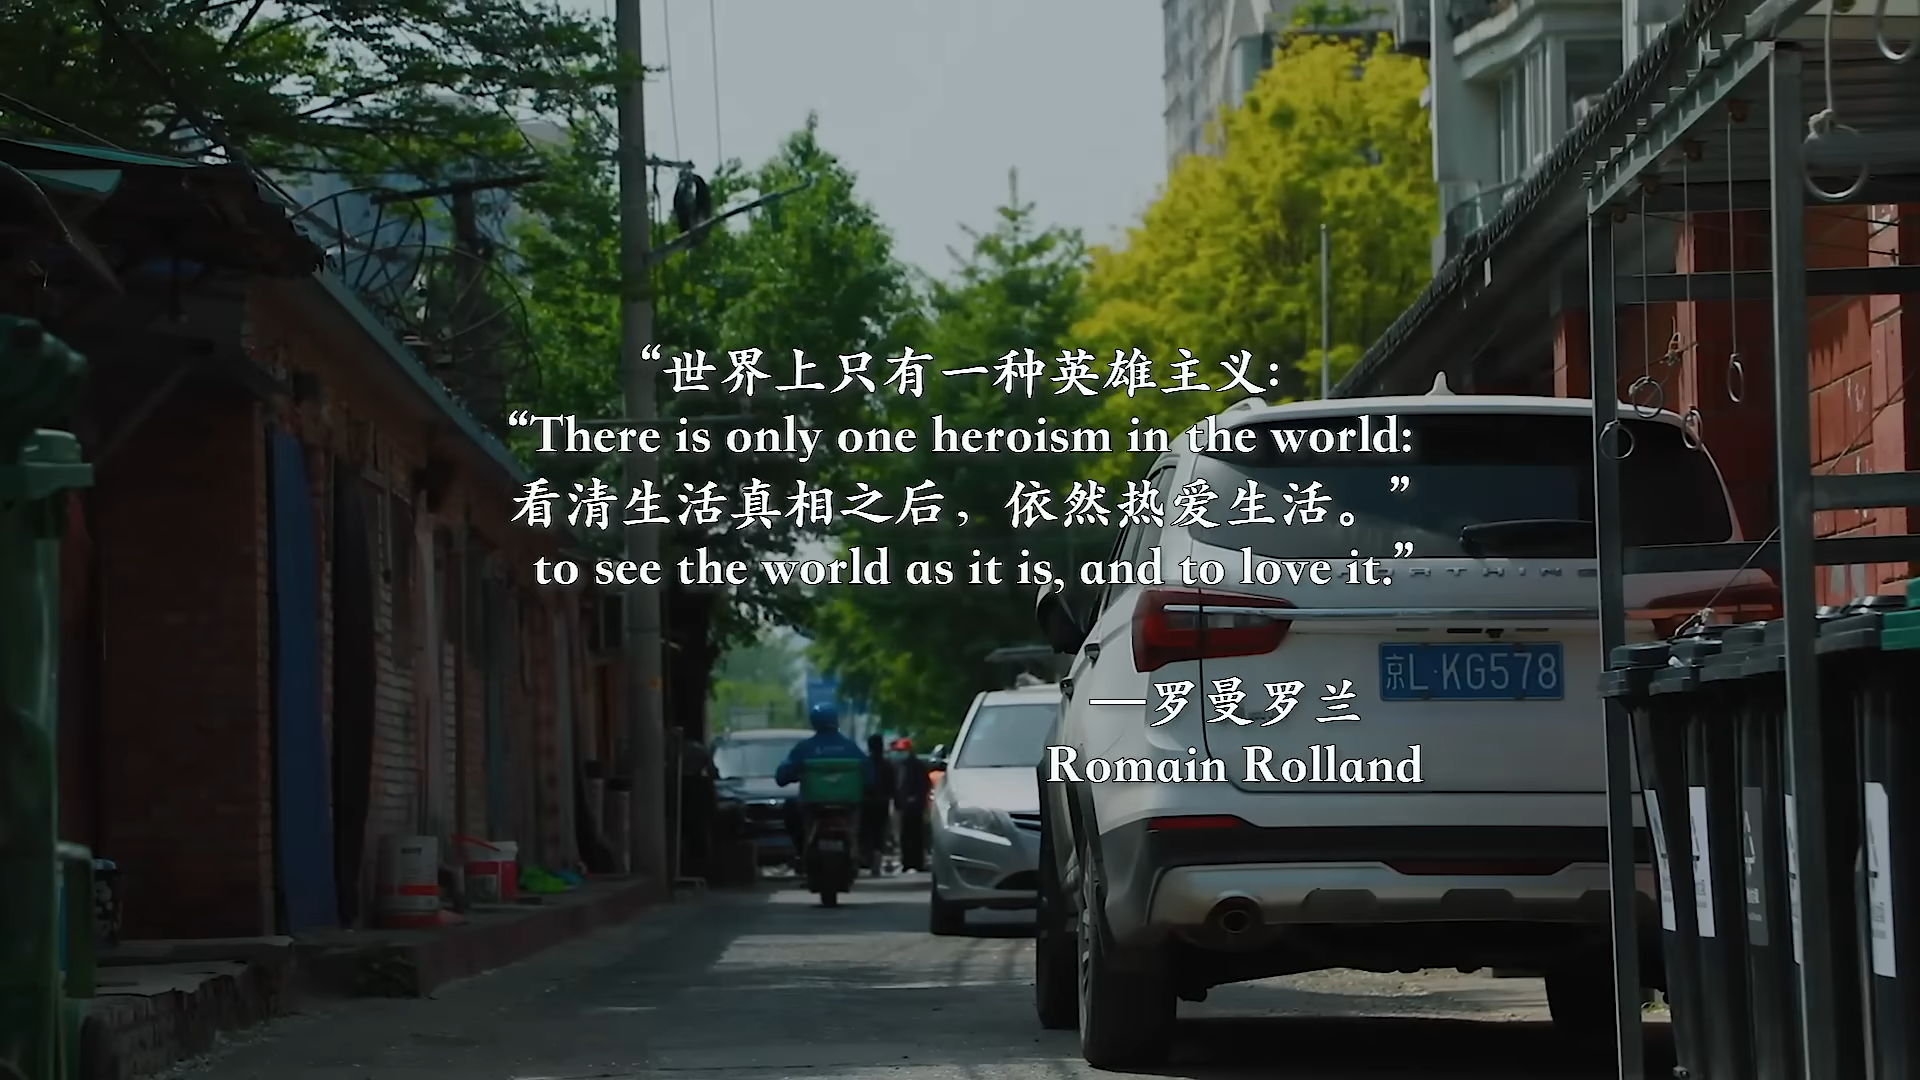 “世界上只有一种英雄主义:
“There is only one heroism in the world:
看清生活真相之后，依然热爱生活。”
to see the world as it is, and to love it.”
—罗曼罗兰
Romain Rolland
京L·KG578